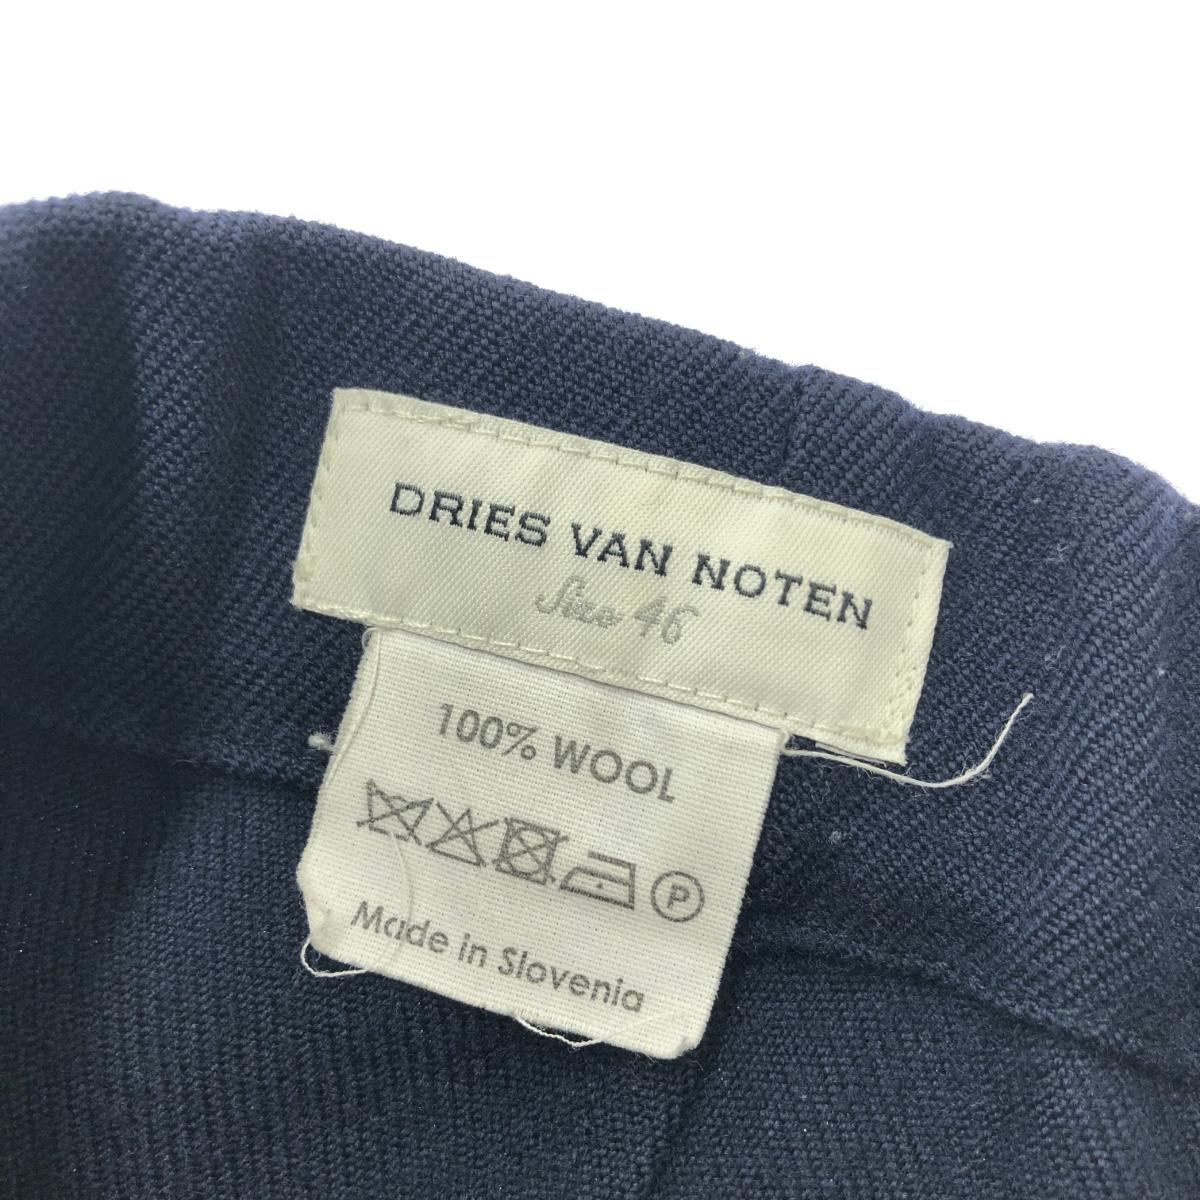 DRIES VAN NOTEN
Size 46
100% WOOL
P
Made in Slovenia